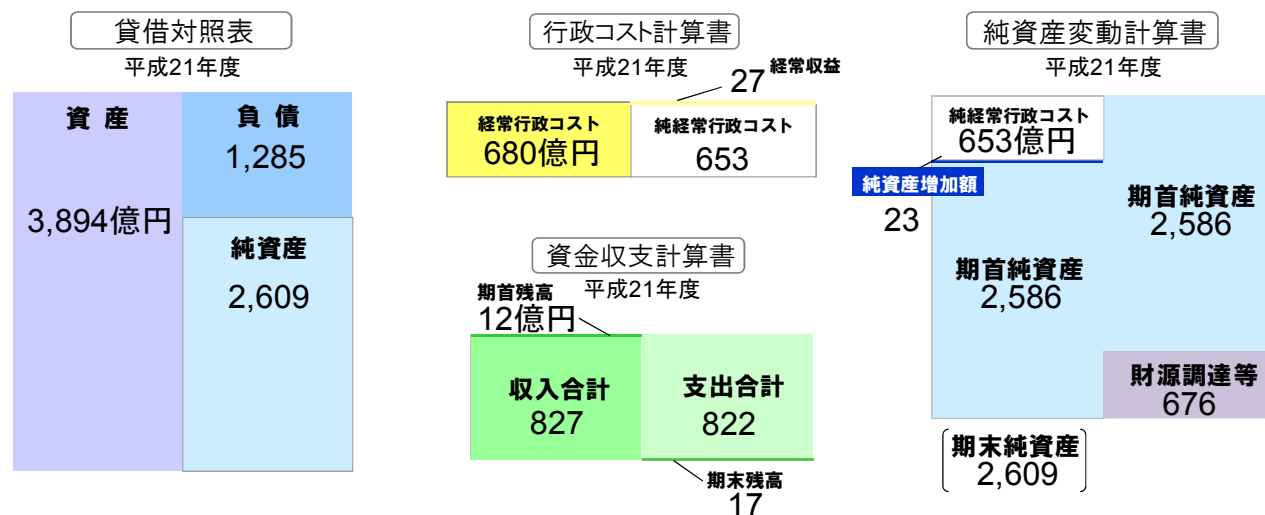 貸借対照表
平成21年度
資 産
3,894億円
負 債
1,285
純資産
2,609
行政コスト計算書
平成21年度
27 経常収益
経常行政コスト
680億円
純経常行政コスト
653
資金収支計算書
平成21年度
期首残高
12億円
収入合計
827
支出合計
822
期末残高
17
純資産変動計算書
平成21年度
純経常行政コスト
653億円
純資産増加額
23
期首純資産
2,586
期首純資産
2,586
財源調達等
676
期末純資産
2,609